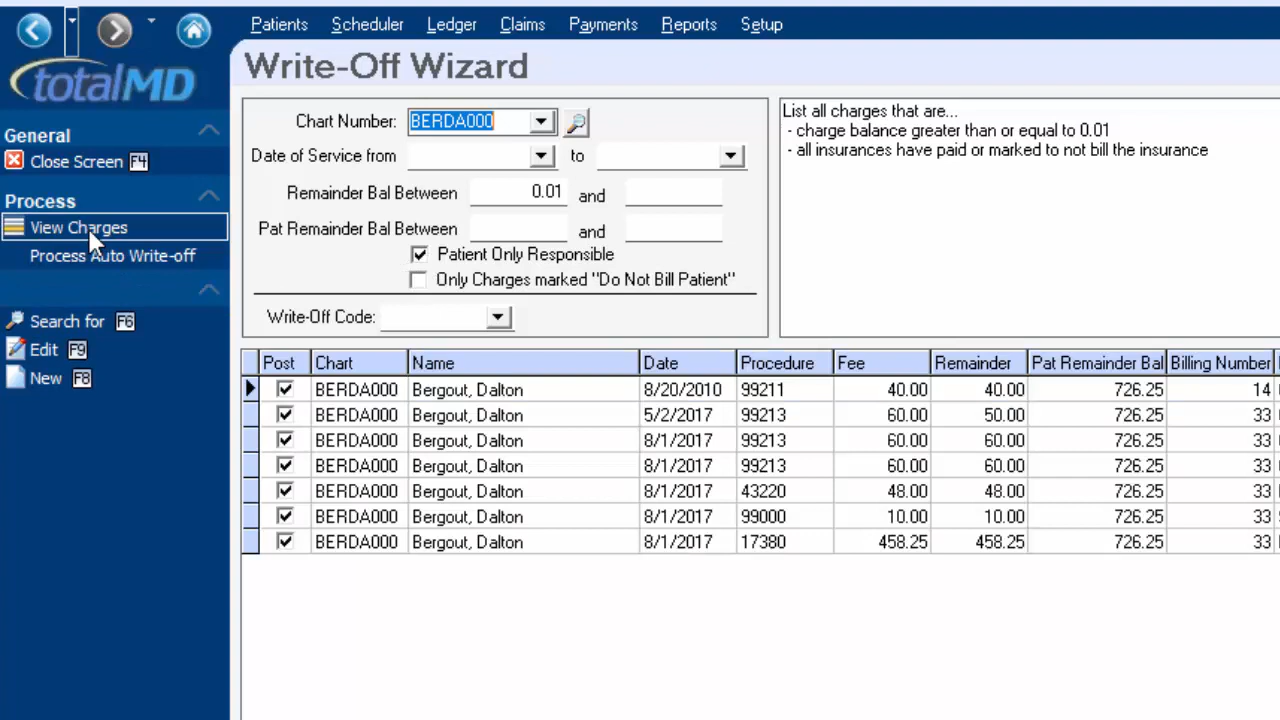 Patients Scheduler Ledger Claims Payments Reports Setup
totalMD
Write-Off Wizard
General
Close Screen F4
Process
View Charges
Process Auto Write-off
Search for F6
Edit F9
New F8
Chart Number: BERDA000
Date of Service from to
Remainder Bal Between 0.01 and
Pat Remainder Bal Between and
Patient Only Responsible
Only Charges marked "Do Not Bill Patient"
Write-Off Code:
List all charges that are...
- charge balance greater than or equal to 0.01
- all insurances have paid or marked to not bill the insurance
Post Chart Name Date Procedure Fee Remainder Pat Remainder Bal Billing Number
BERDA000 Bergout, Dalton 8/20/2010 99211 40.00 40.00 726.25 14
BERDA000 Bergout, Dalton 5/2/2017 99213 60.00 50.00 726.25 33
BERDA000 Bergout, Dalton 8/1/2017 99213 60.00 60.00 726.25 33
BERDA000 Bergout, Dalton 8/1/2017 99213 60.00 60.00 726.25 33
BERDA000 Bergout, Dalton 8/1/2017 43220 48.00 48.00 726.25 33
BERDA000 Bergout, Dalton 8/1/2017 99000 10.00 10.00 726.25 33
BERDA000 Bergout, Dalton 8/1/2017 17380 458.25 458.25 726.25 33